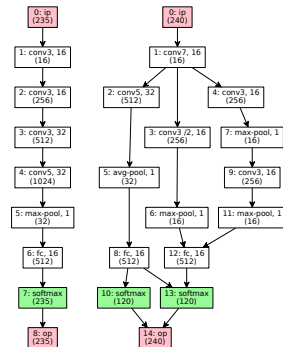 0: ip
(235)
1: conv3, 16
(16)
2: conv3, 16
(256)
3: conv3, 32
(512)
4: conv5, 32
(1024)
5: max-pool, 1
(32)
6: fc, 16
(512)
7: softmax
(235)
8: op
(235)
0: ip
(240)
1: conv7, 16
(16)
2: conv5, 32
(512)
4: conv3, 16
(256)
3: conv3 /2, 16
(256)
7: max-pool, 1
(16)
5: avg-pool, 1
(32)
9: conv3, 16
(256)
6: max-pool, 1
(16)
11: max-pool, 1
(16)
8: fc, 16
(512)
12: fc, 16
(512)
10: softmax
(120)
13: softmax
(120)
14: op
(240)